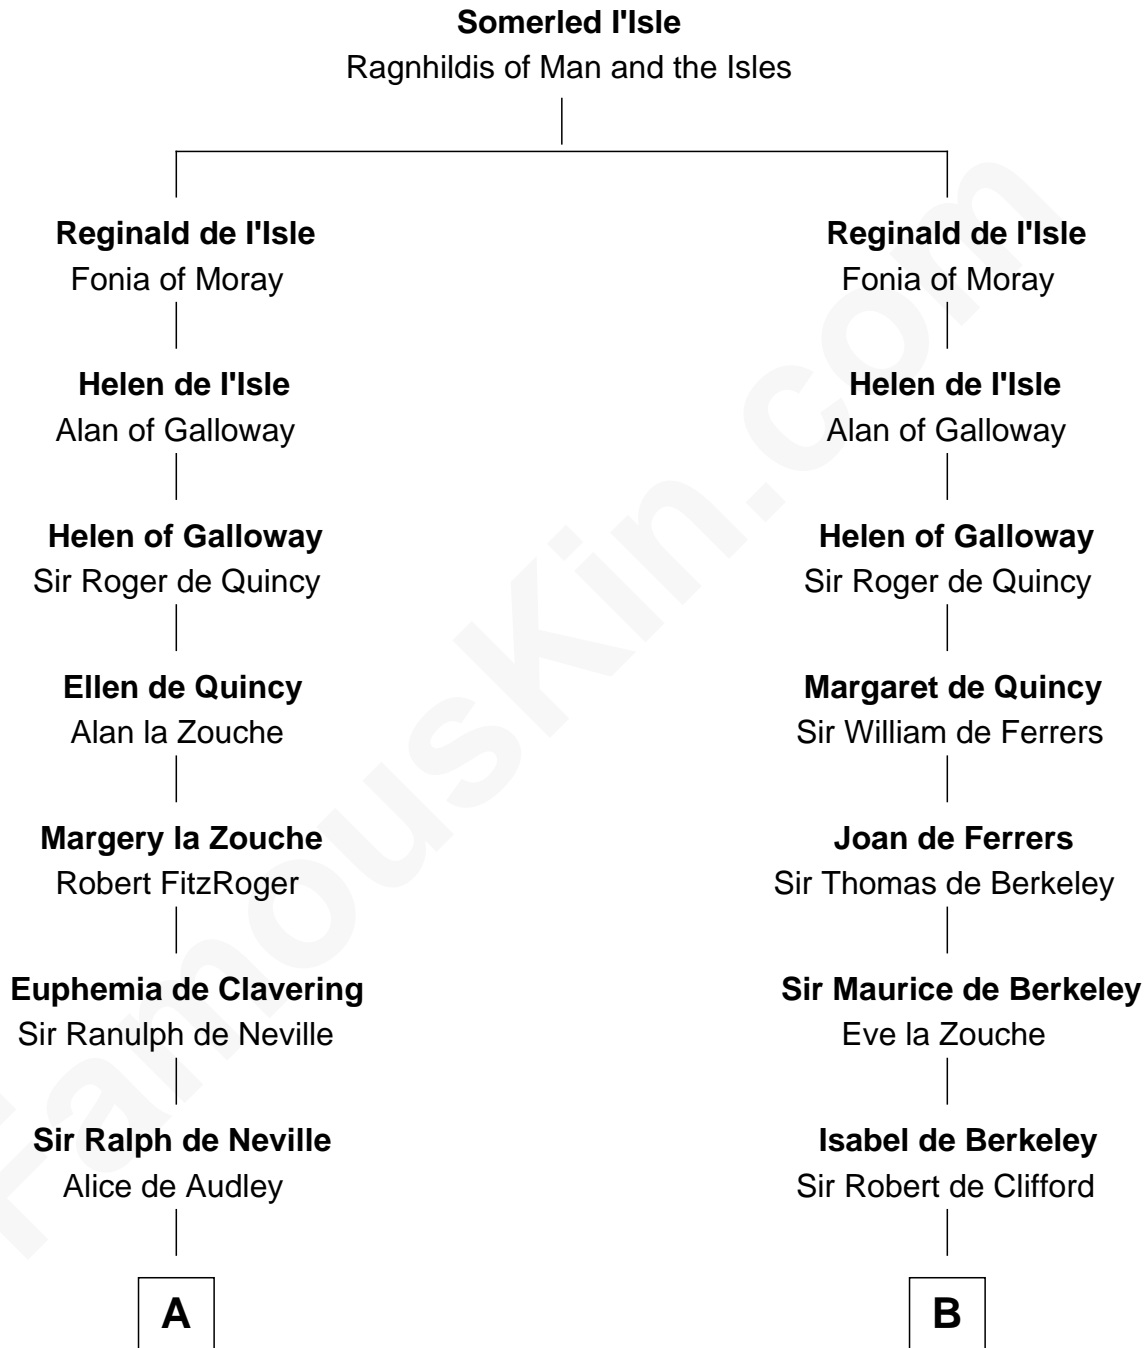 Somerled I'Isle
Ragnhildis of Man and the Isles
Reginald de I'Isle
Fonia of Moray
Reginald de I'Isle
Fonia of Moray
Helen de I'Isle
Alan of Galloway
Helen de I'Isle
Alan of Galloway
Helen of Galloway
Sir Roger de Quincy
Helen of Galloway
Sir Roger de Quincy
Ellen de Quincy
Alan la Zouche
Margaret de Quincy
Sir William de Ferrers
Margery la Zouche
Robert FitzRoger
Joan de Ferrers
Sir Thomas de Berkeley
Euphemia de Clavering
Sir Ranulph de Neville
Sir Maurice de Berkeley
Eve la Zouche
Sir Ralph de Neville
Alice de Audley
Isabel de Berkeley
Sir Robert de Clifford
A
B
FamousKin.com